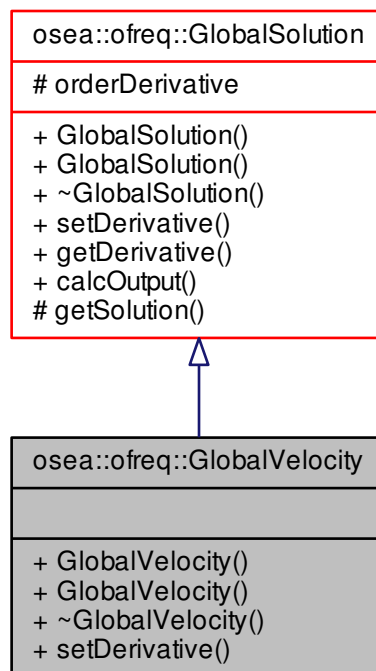 osea::ofreq::GlobalSolution
# orderDerivative
+ GlobalSolution()
+ GlobalSolution()
+ ~GlobalSolution()
+ setDerivative()
+ getDerivative()
+ calcOutput()
# getSolution()
osea::ofreq::GlobalVelocity
+ GlobalVelocity()
+ GlobalVelocity()
+ ~GlobalVelocity()
+ setDerivative()